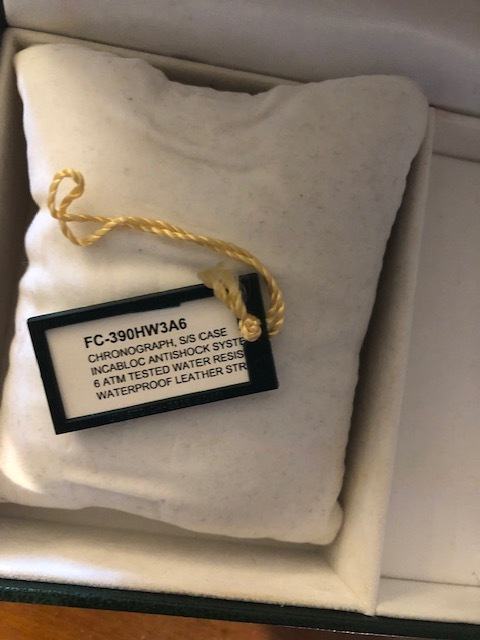 FC-390HW3A6
CHRONOGRAPH, S/S CASE
INCABLOC ANTISHOCK SYSTE
6 ATM TESTED WATER RESIS
WATERPROOF LEATHER STR